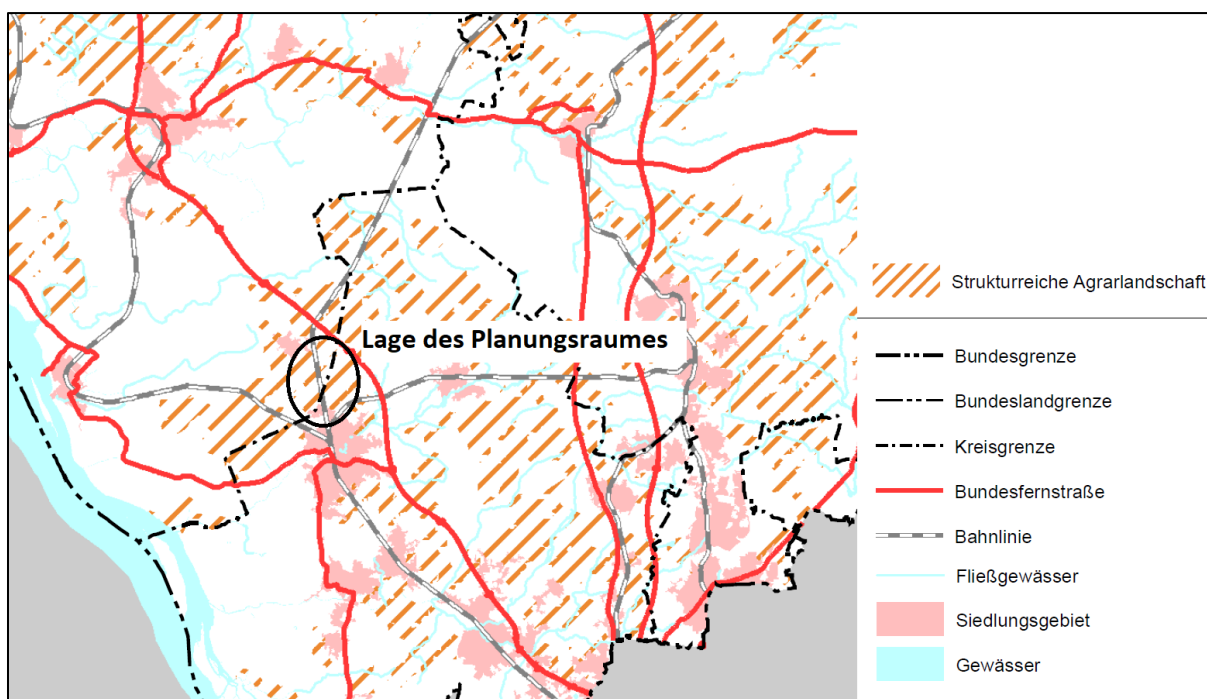 Lage des Planungsraumes
Strukturreiche Agrarlandschaft
Bundesgrenze
Bundeslandgrenze
Kreisgrenze
Bundesfernstraße
Bahnlinie
Fließgewässer
Siedlungsgebiet
Gewässer